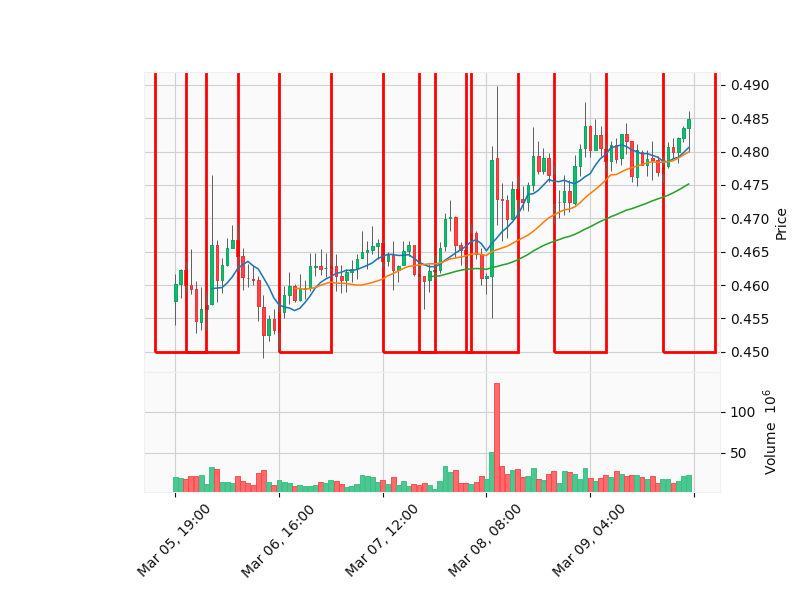 0.490
0.485
0.480
0.475
0.470
0.465
0.460
0.455
0.450
Price
100
50
Volume 10^6
Mar 05, 19:00
Mar 06, 16:00
Mar 07, 12:00
Mar 08, 08:00
Mar 09, 04:00